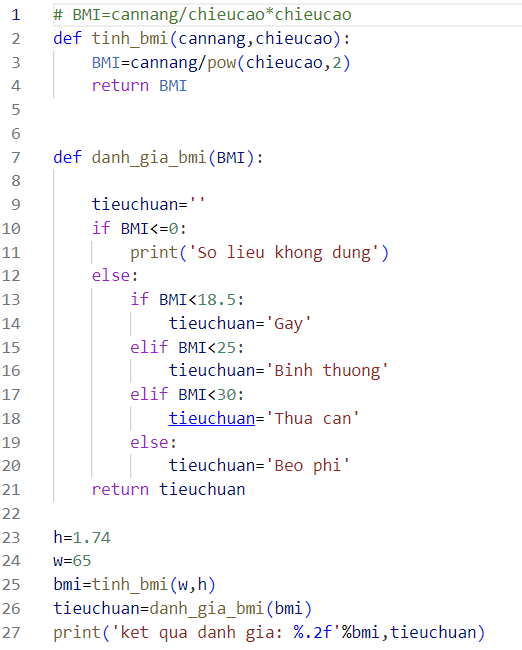 1 # BMI=cannang/chieucao*chieucao
2 def tinh_bmi(cannang,chieucao):
3     BMI=cannang/pow(chieucao,2)
4     return BMI
5
6
7 def danh_gia_bmi(BMI):
8
9     tieuchuan=''
10     if BMI<=0:
11         print('So lieu khong dung')
12     else:
13         if BMI<18.5:
14             tieuchuan='Gay'
15         elif BMI<25:
16             tieuchuan='Binh thuong'
17         elif BMI<30:
18             tieuchuan='Thua can'
19         else:
20             tieuchuan='Beo phi'
21     return tieuchuan
22
23 h=1.74
24 w=65
25 bmi=tinh_bmi(w,h)
26 tieuchuan=danh_gia_bmi(bmi)
27 print('ket qua danh gia: %.2f'%bmi,tieuchuan)